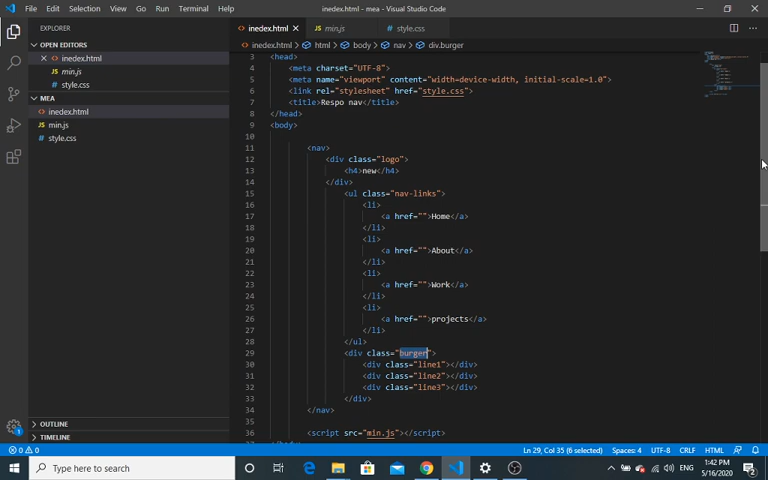 File Edit Selection View Go Run Terminal Help inedex.html - mea - Visual Studio Code
EXPLORER
inedex.html
min.js
style.css
OPEN EDITORS
inedex.html > html > body > nav > div.burger
inedex.html
min.js
style.css
MEA
inedex.html
min.js
style.css
3 <head>
4 <meta charset="UTF-8">
5 <meta name="viewport" content="width=device-width, initial-scale=1.0">
6 <link rel="stylesheet" href="style.css">
7 <title>Respo nav</title>
8 </head>
9 <body>
10
11 <nav>
12 <div class="logo">
13 <h4>new</h4>
14 </div>
15 <ul class="nav-links">
16 <li>
17 <a href="">Home</a>
18 </li>
19 <li>
20 <a href="">About</a>
21 </li>
22 <li>
23 <a href="">Work</a>
24 </li>
25 <li>
26 <a href="">projects</a>
27 </li>
28 </ul>
29 <div class="burger">
30 <div class="line1"></div>
31 <div class="line2"></div>
32 <div class="line3"></div>
33 </div>
34 </nav>
35
36 <script src="min.js"></script>
OUTLINE
TIMELINE
1
0 0 Ln 29, Col 35 (6 selected) Spaces: 4 UTF-8 CRLF HTML
Type here to search
ENG
1:42 PM
5/16/2020
2